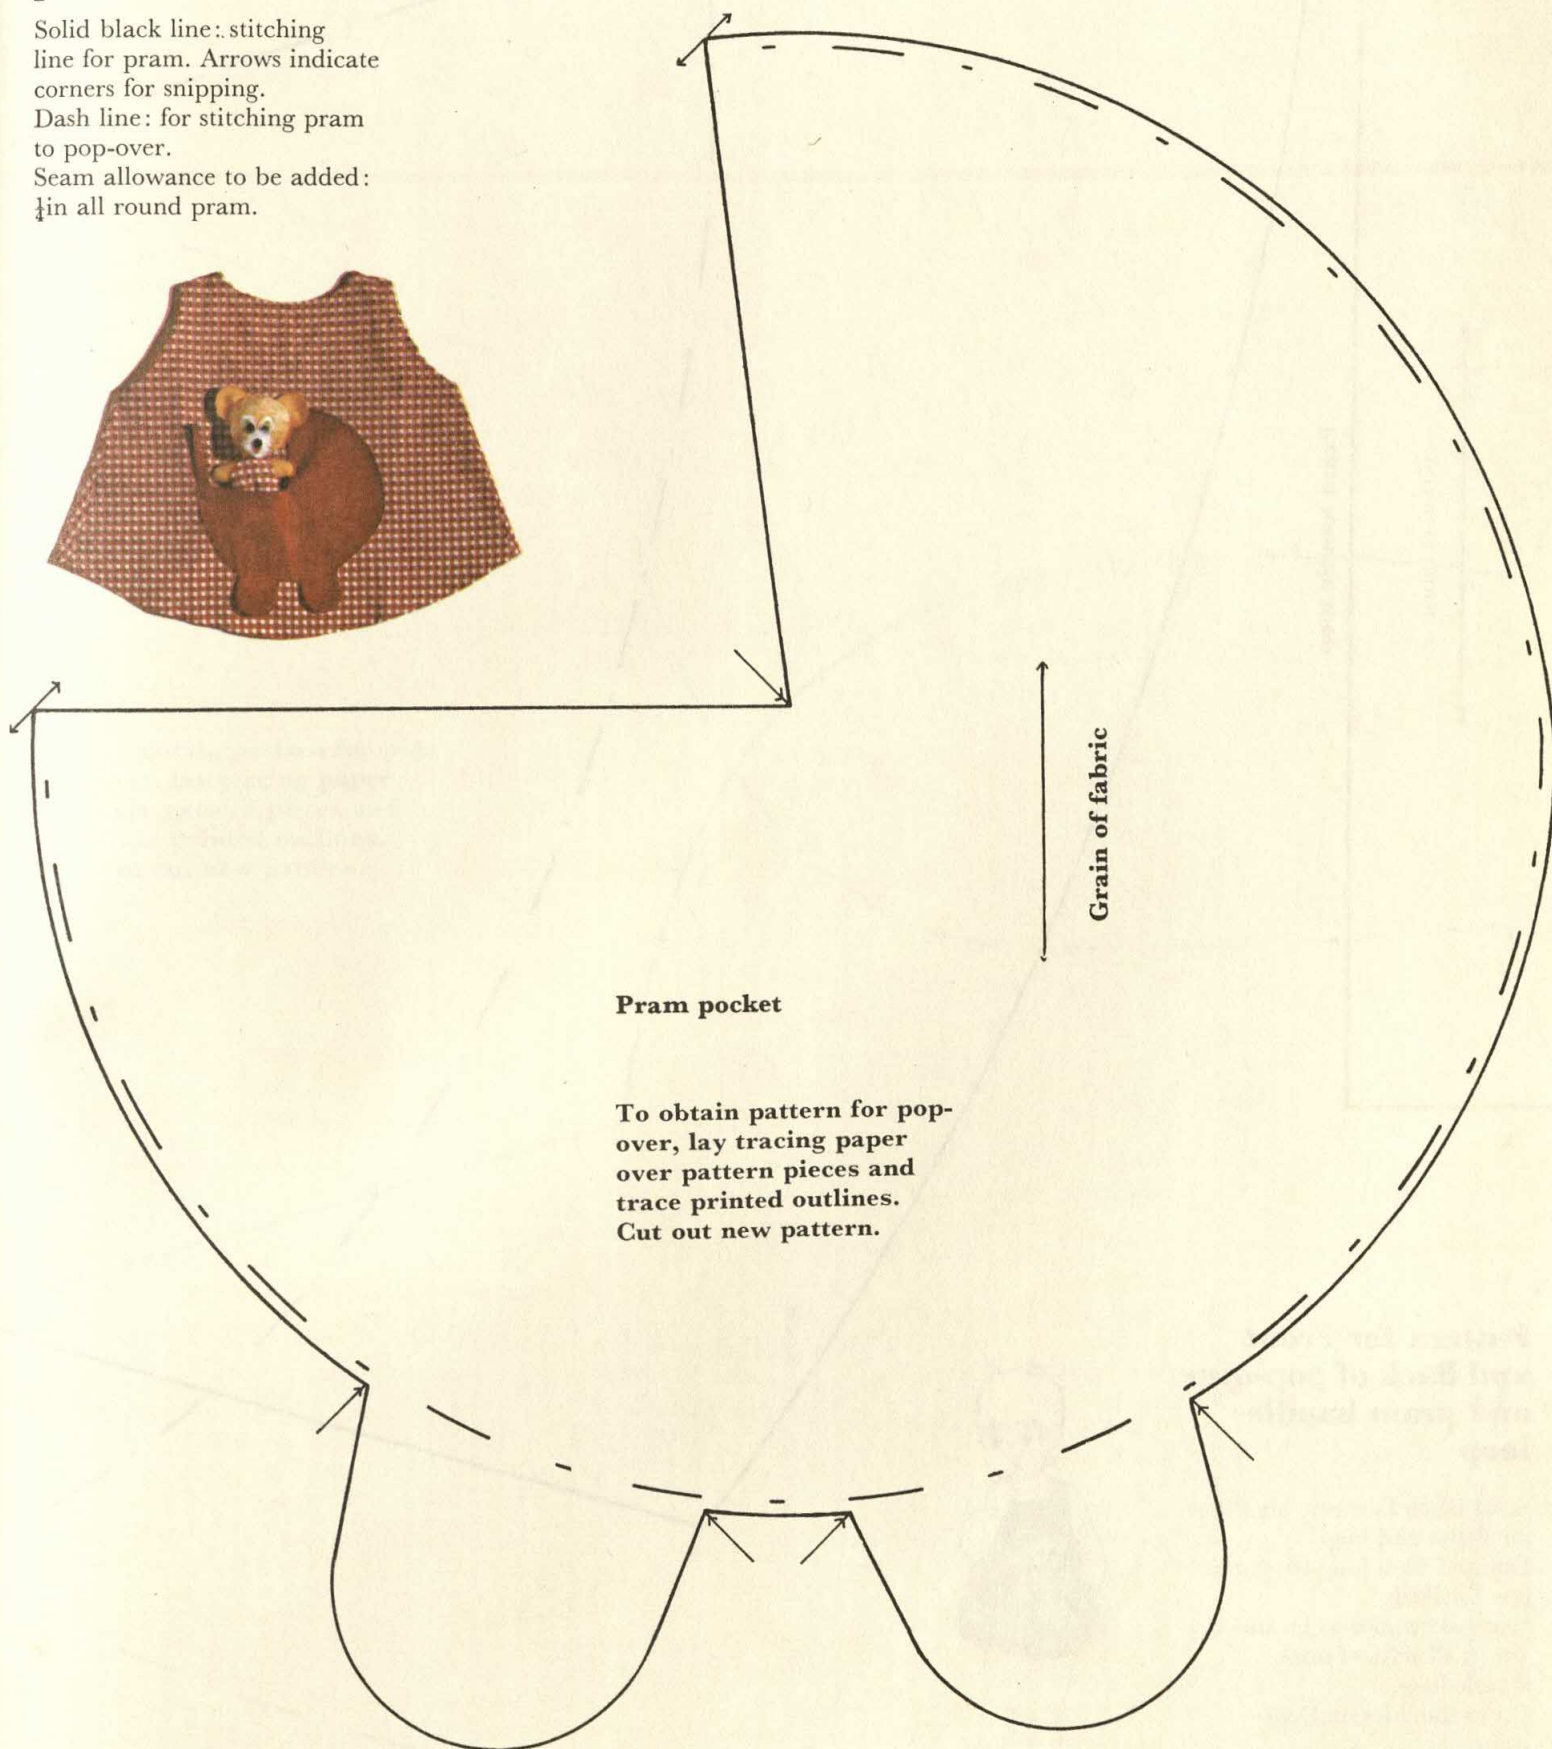 Solid black line: stitching
line for pram. Arrows indicate
corners for snipping.
Dash line: for stitching pram
to pop-over.
Seam allowance to be added:
¼in all round pram.
Grain of fabric
Pram pocket
To obtain pattern for pop-
over, lay tracing paper
over pattern pieces and
trace printed outlines.
Cut out new pattern.